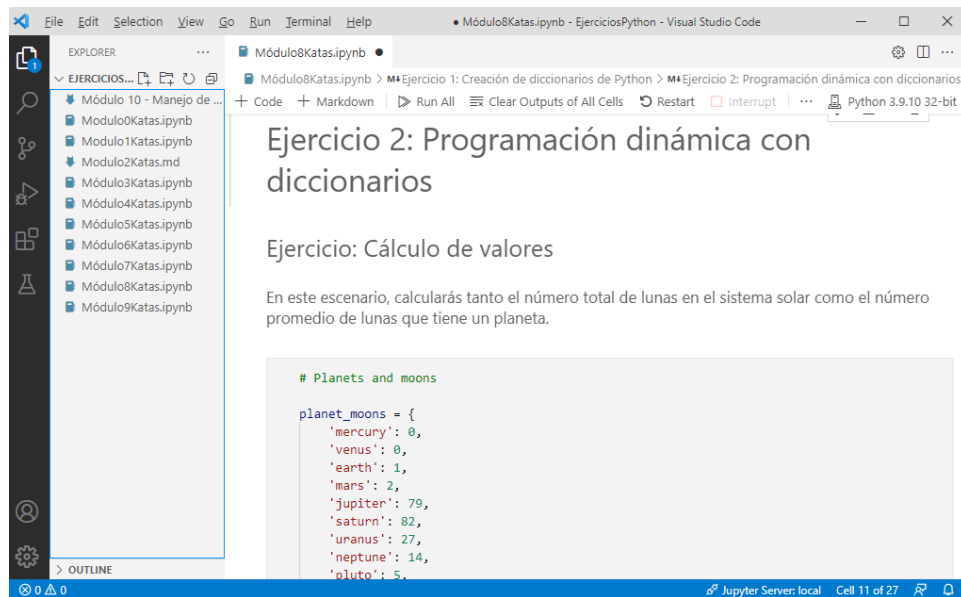 File Edit Selection View Go Run Terminal Help
● Módulo8Katas.ipynb - EjerciciosPython - Visual Studio Code
EXPLORER
Módulo8Katas.ipynb ●
1
EJERCICIOS...
Módulo8Katas.ipynb > M↓Ejercicio 1: Creación de diccionarios de Python > M↓Ejercicio 2: Programación dinámica con diccionarios
+ Code + Markdown Run All Clear Outputs of All Cells Restart Interrupt ... Python 3.9.10 32-bit
Módulo 10 - Manejo de ...
Modulo0Katas.ipynb
Modulo1Katas.ipynb
Modulo2Katas.md
Módulo3Katas.ipynb
Módulo4Katas.ipynb
Módulo5Katas.ipynb
Módulo6Katas.ipynb
Módulo7Katas.ipynb
Módulo8Katas.ipynb
Módulo9Katas.ipynb
OUTLINE
Ejercicio 2: Programación dinámica con
diccionarios
Ejercicio: Cálculo de valores
En este escenario, calcularás tanto el número total de lunas en el sistema solar como el número
promedio de lunas que tiene un planeta.
# Planets and moons
planet_moons = {
'mercury': 0,
'venus': 0,
'earth': 1,
'mars': 2,
'jupiter': 79,
'saturn': 82,
'uranus': 27,
'neptune': 14,
'pluto': 5,
0 0 Jupyter Server: local Cell 11 of 27